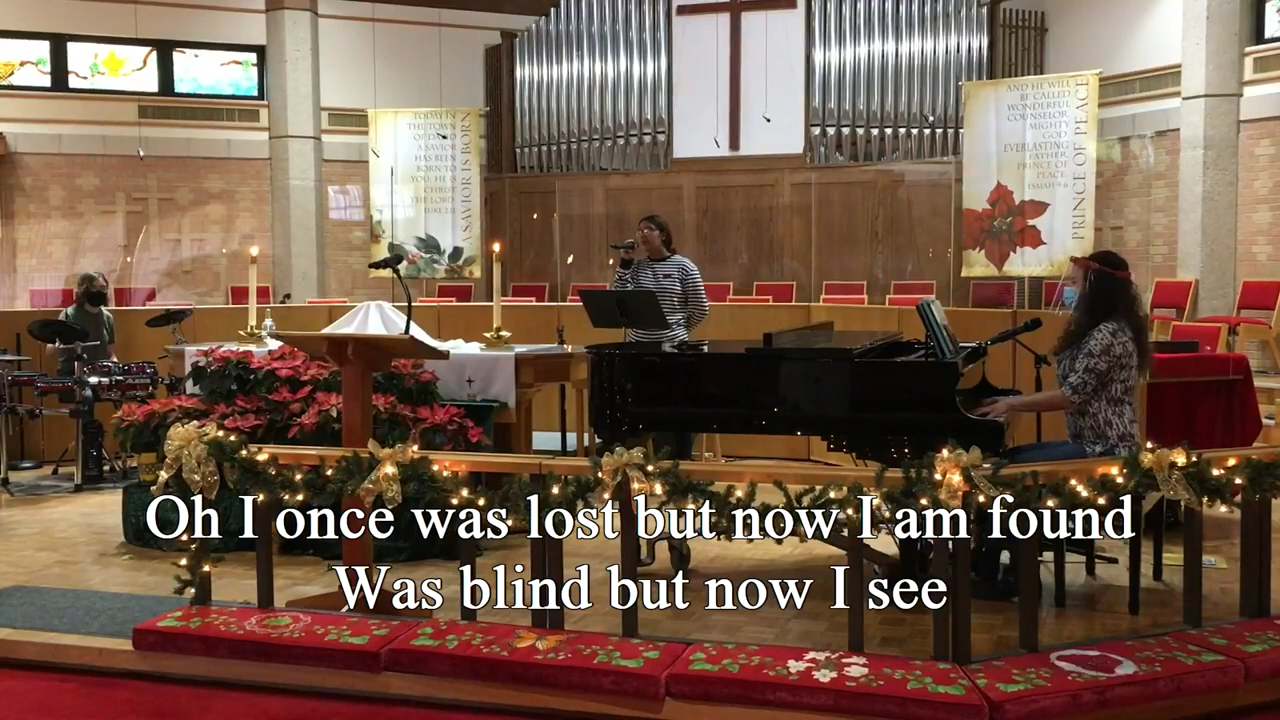 TODAY IN
THE TOWN
OF DAVID
A SAVIOR
HAS BEEN
BORN TO
YOU; HE IS
CHRIST
THE LORD
LUKE 2:11
A SAVIOR IS BORN
AND HE WILL
BE CALLED
WONDERFUL
COUNSELOR,
MIGHTY
GOD,
EVERLASTING
FATHER,
PRINCE OF
PEACE.
ISAIAH 9:6
PRINCE OF PEACE
Oh I once was lost but now I am found
Was blind but now I see